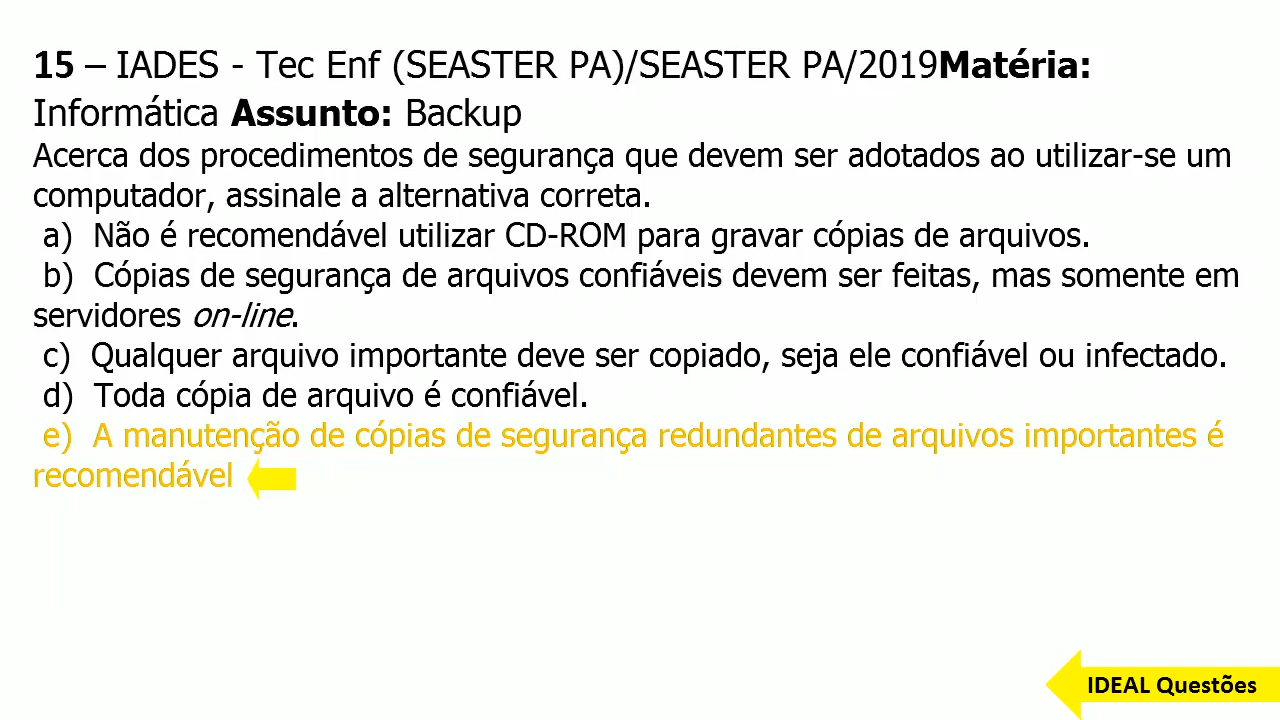 15 – IADES - Tec Enf (SEASTER PA)/SEASTER PA/2019Matéria:
Informática Assunto: Backup
Acerca dos procedimentos de segurança que devem ser adotados ao utilizar-se um
computador, assinale a alternativa correta.
a) Não é recomendável utilizar CD-ROM para gravar cópias de arquivos.
b) Cópias de segurança de arquivos confiáveis devem ser feitas, mas somente em
servidores on-line.
c) Qualquer arquivo importante deve ser copiado, seja ele confiável ou infectado.
d) Toda cópia de arquivo é confiável.
e) A manutenção de cópias de segurança redundantes de arquivos importantes é
recomendável
IDEAL Questões